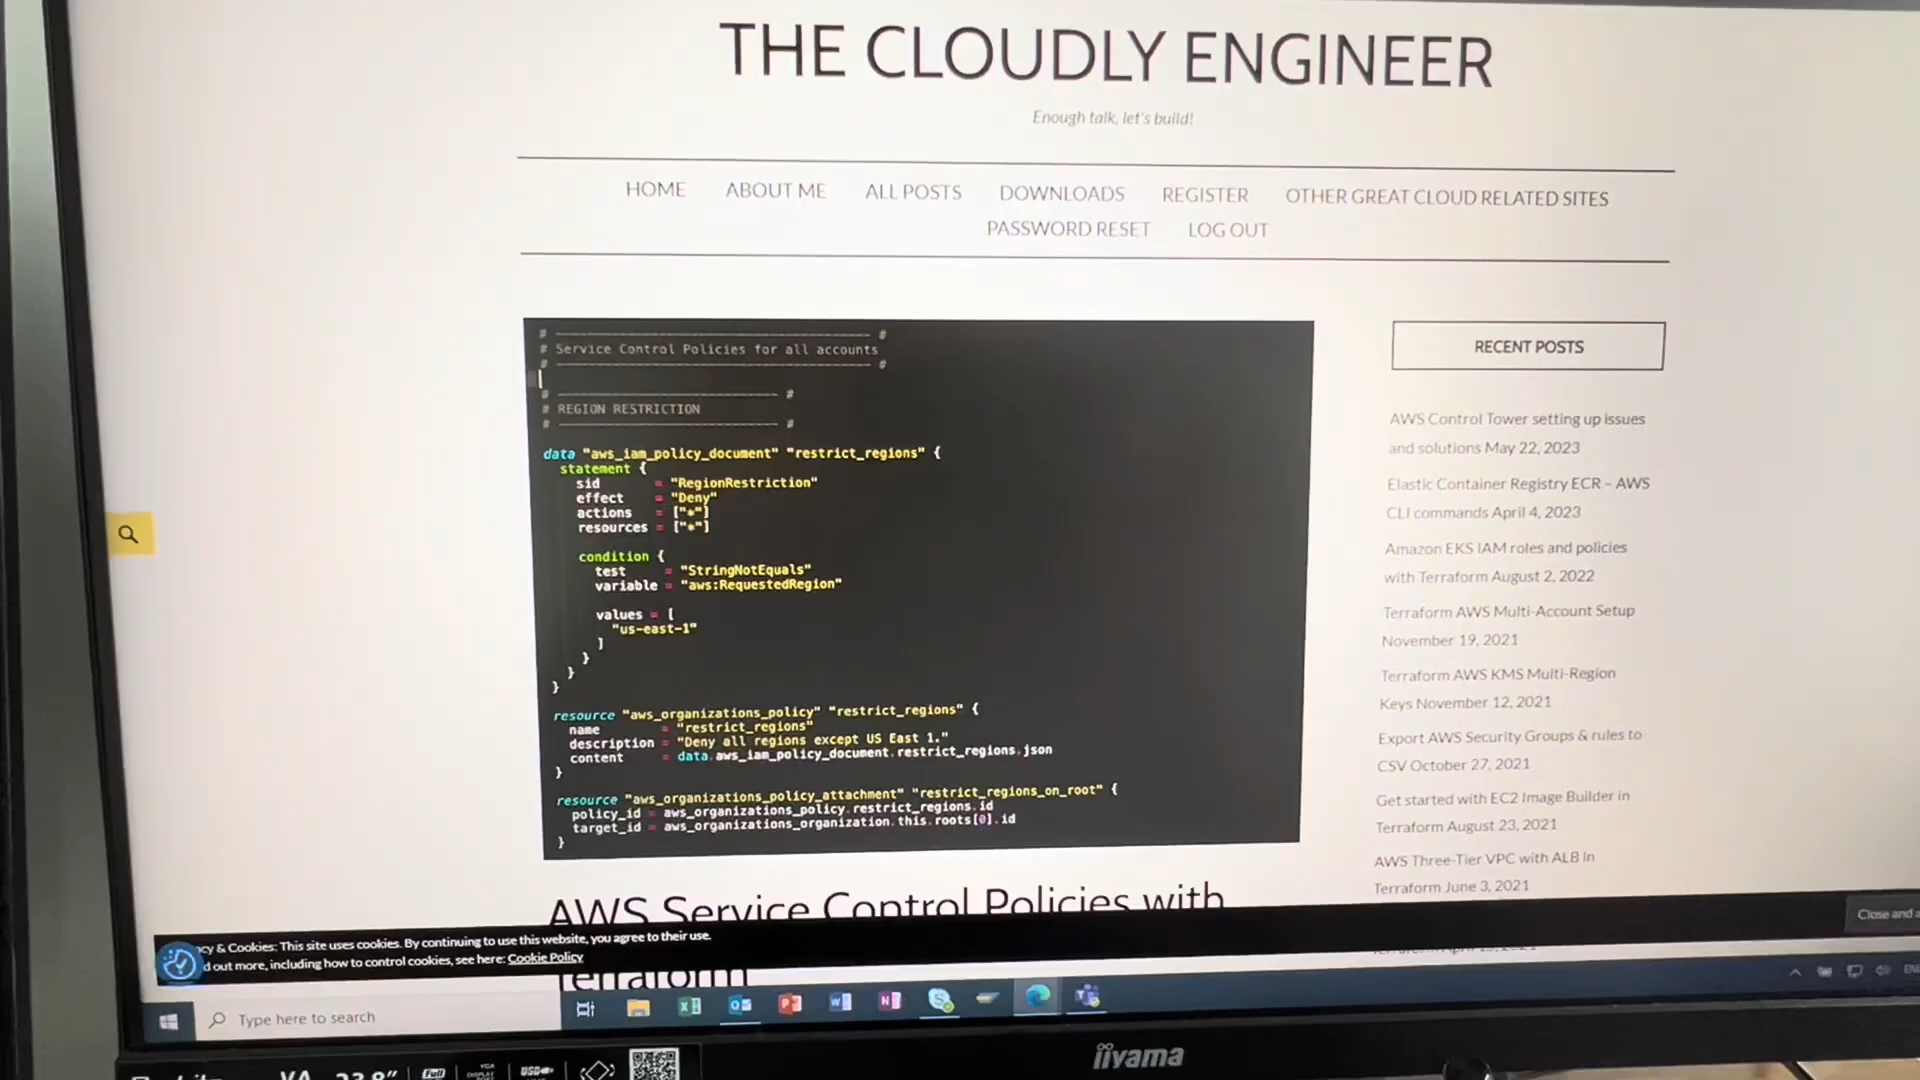 THE CLOUDLY ENGINEER
Enough talk, let's build!
HOME ABOUT ME ALL POSTS DOWNLOADS REGISTER OTHER GREAT CLOUD RELATED SITES
PASSWORD RESET LOG OUT
# ---------------------------------------- #
# Service Control Policies for all accounts
# ---------------------------------------- #
# ---------------------------- #
# REGION RESTRICTION
# ---------------------------- #
data "aws_iam_policy_document" "restrict_regions" {
statement {
sid = "RegionRestriction"
effect = "Deny"
actions = ["*"]
resources = ["*"]
condition {
test = "StringNotEquals"
variable = "aws:RequestedRegion"
values = [
"us-east-1"
]
}
}
}
resource "aws_organizations_policy" "restrict_regions" {
name = "restrict_regions"
description = "Deny all regions except US East 1."
content = data.aws_iam_policy_document.restrict_regions.json
}
resource "aws_organizations_policy_attachment" "restrict_regions_on_root" {
policy_id = aws_organizations_policy.restrict_regions.id
target_id = aws_organizations_organization.this.roots[0].id
}
AWS Service Control Policies with
Terraform
RECENT POSTS
AWS Control Tower setting up issues
and solutions May 22, 2023
Elastic Container Registry ECR – AWS
CLI commands April 4, 2023
Amazon EKS IAM roles and policies
with Terraform August 2, 2022
Terraform AWS Multi-Account Setup
November 19, 2021
Terraform AWS KMS Multi-Region
Keys November 12, 2021
Export AWS Security Groups & rules to
CSV October 27, 2021
Get started with EC2 Image Builder in
Terraform August 23, 2021
AWS Three-Tier VPC with ALB in
Terraform June 3, 2021
Close and
cy & Cookies: This site uses cookies. By continuing to use this website, you agree to their use.
d out more, including how to control cookies, see here: Cookie Policy
Type here to search
iiyama
VA 23.8" Full